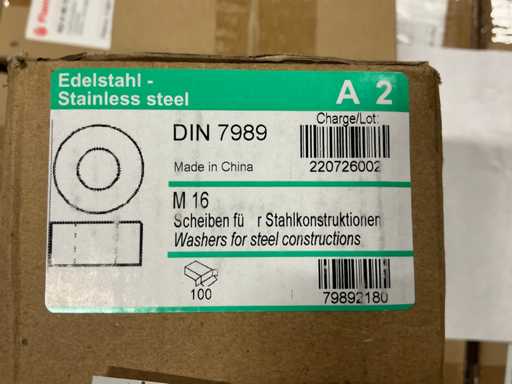 Edelstahl -
Stainless steel
A 2
DIN 7989
Charge/Lot:
220726002
Made in China
M 16
Scheiben fü r Stahlkonstruktionen
Washers for steel constructions
100
79892180